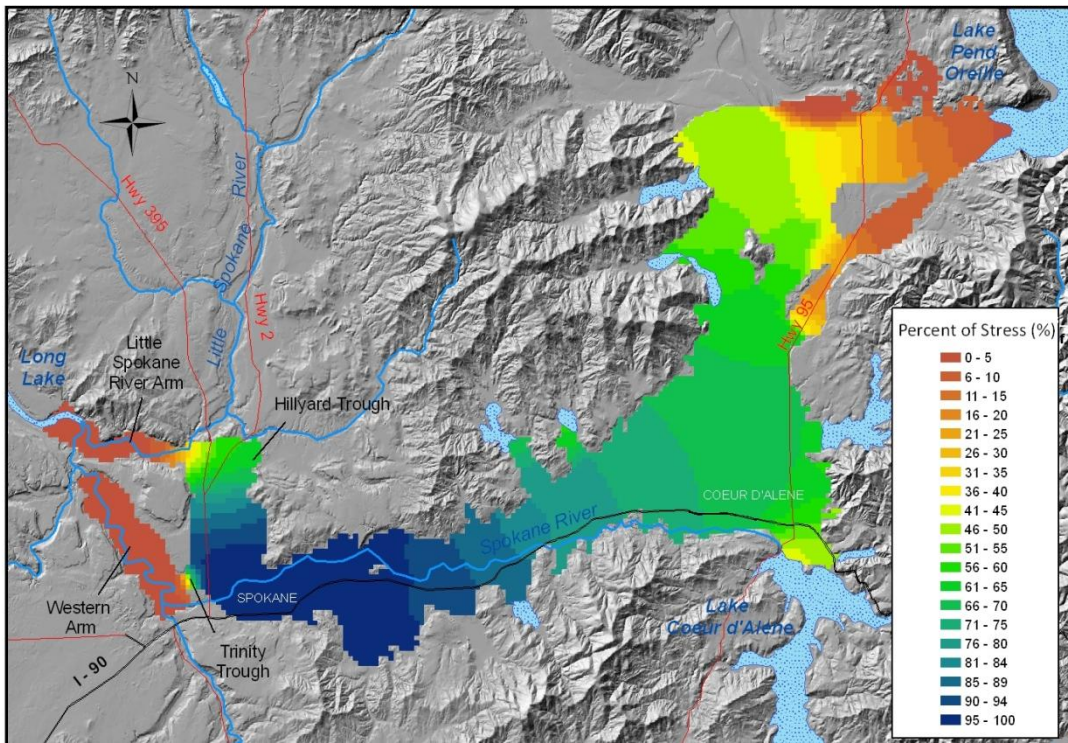 Lake
Pend
Oreille
N
Hwy 395
Little Spokane River
Hwy 2
Long
Lake
Little
Spokane
River Arm
Hillyard Trough
Hwy 95
COEUR D'ALENE
Spokane River
SPOKANE
Western
Arm
Trinity
Trough
I - 90
Lake
Coeur d'Alene
Percent of Stress (%)
0 - 5
6 - 10
11 - 15
16 - 20
21 - 25
26 - 30
31 - 35
36 - 40
41 - 45
46 - 50
51 - 55
56 - 60
61 - 65
66 - 70
71 - 75
76 - 80
81 - 84
85 - 89
90 - 94
95 - 100